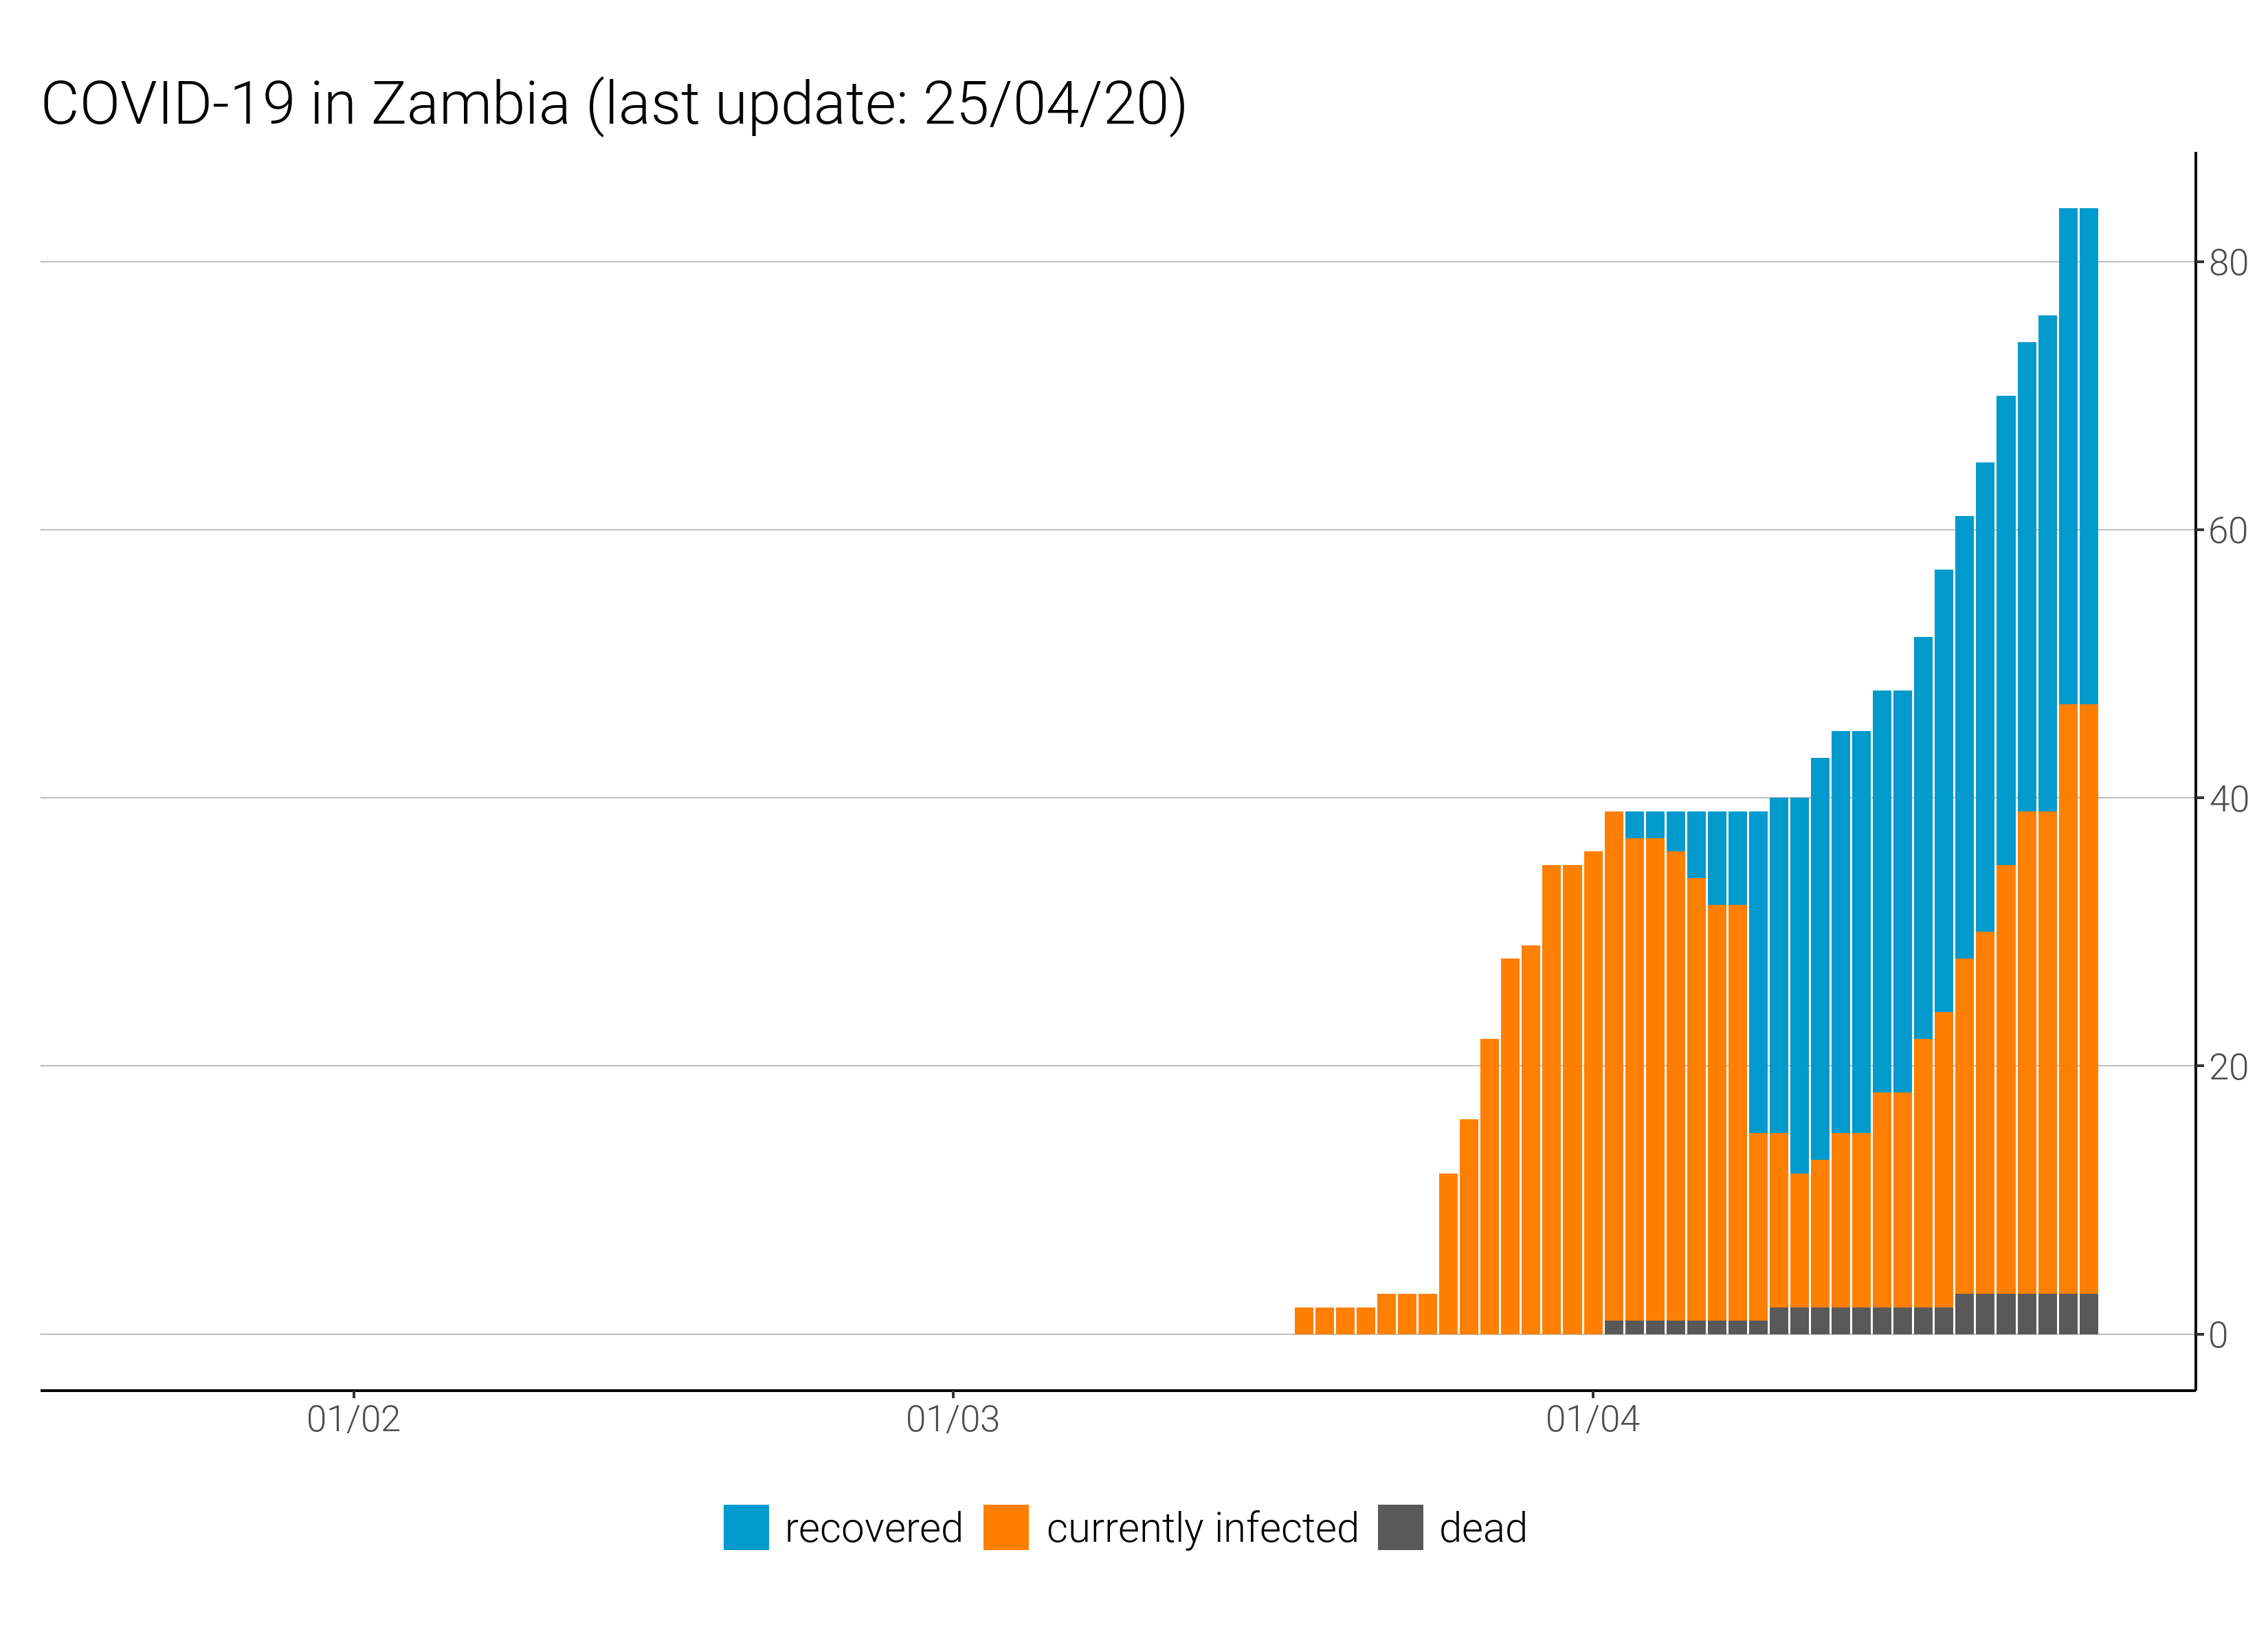 COVID-19 in Zambia (last update: 25/04/20)
80
60
40
20
0
01/02 01/03 01/04
recovered currently infected dead